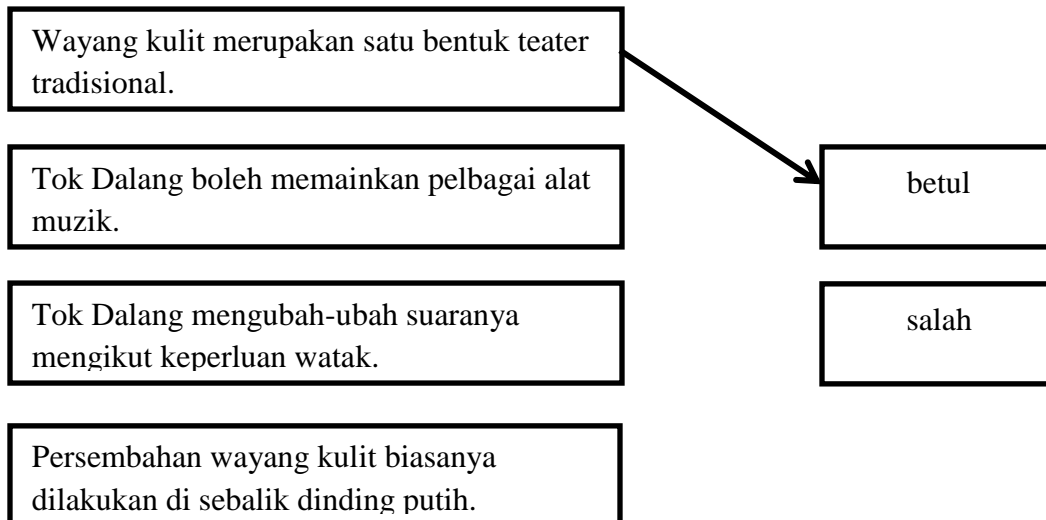 Wayang kulit merupakan satu bentuk teater
tradisional.
Tok Dalang boleh memainkan pelbagai alat
muzik.
betul
Tok Dalang mengubah-ubah suaranya
mengikut keperluan watak.
salah
Persembahan wayang kulit biasanya
dilakukan di sebalik dinding putih.